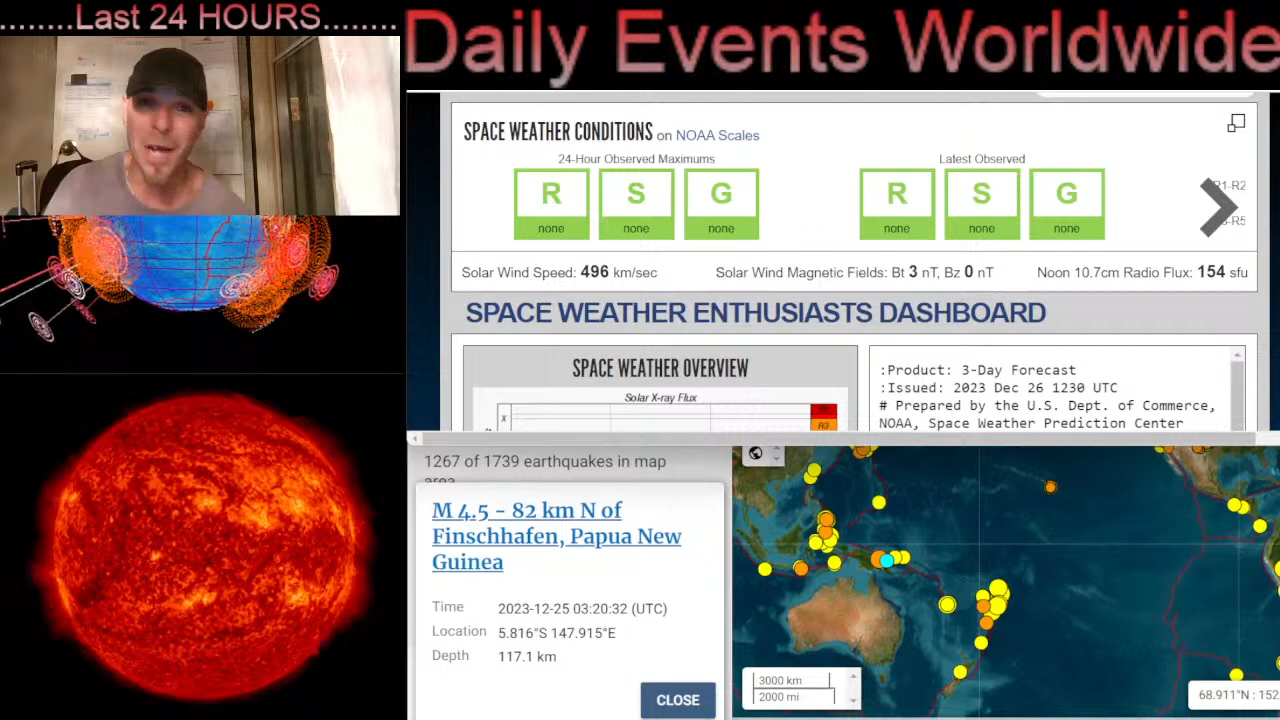 ........Last 24 HOURS........
Daily Events Worldwide
SPACE WEATHER CONDITIONS on NOAA Scales
24-Hour Observed Maximums
Latest Observed
R S G
none none none
R S G
none none none
Solar Wind Speed: 496 km/sec
Solar Wind Magnetic Fields: Bt 3 nT, Bz 0 nT
Noon 10.7cm Radio Flux: 154 sfu
SPACE WEATHER ENTHUSIASTS DASHBOARD
SPACE WEATHER OVERVIEW
Solar X-ray Flux
X
R3
:Product: 3-Day Forecast
:Issued: 2023 Dec 26 1230 UTC
# Prepared by the U.S. Dept. of Commerce,
NOAA, Space Weather Prediction Center
1267 of 1739 earthquakes in map
area
M 4.5 - 82 km N of
Finschhafen, Papua New
Guinea
Time 2023-12-25 03:20:32 (UTC)
Location 5.816°S 147.915°E
Depth 117.1 km
CLOSE
3000 km
2000 mi
68.911°N : 152